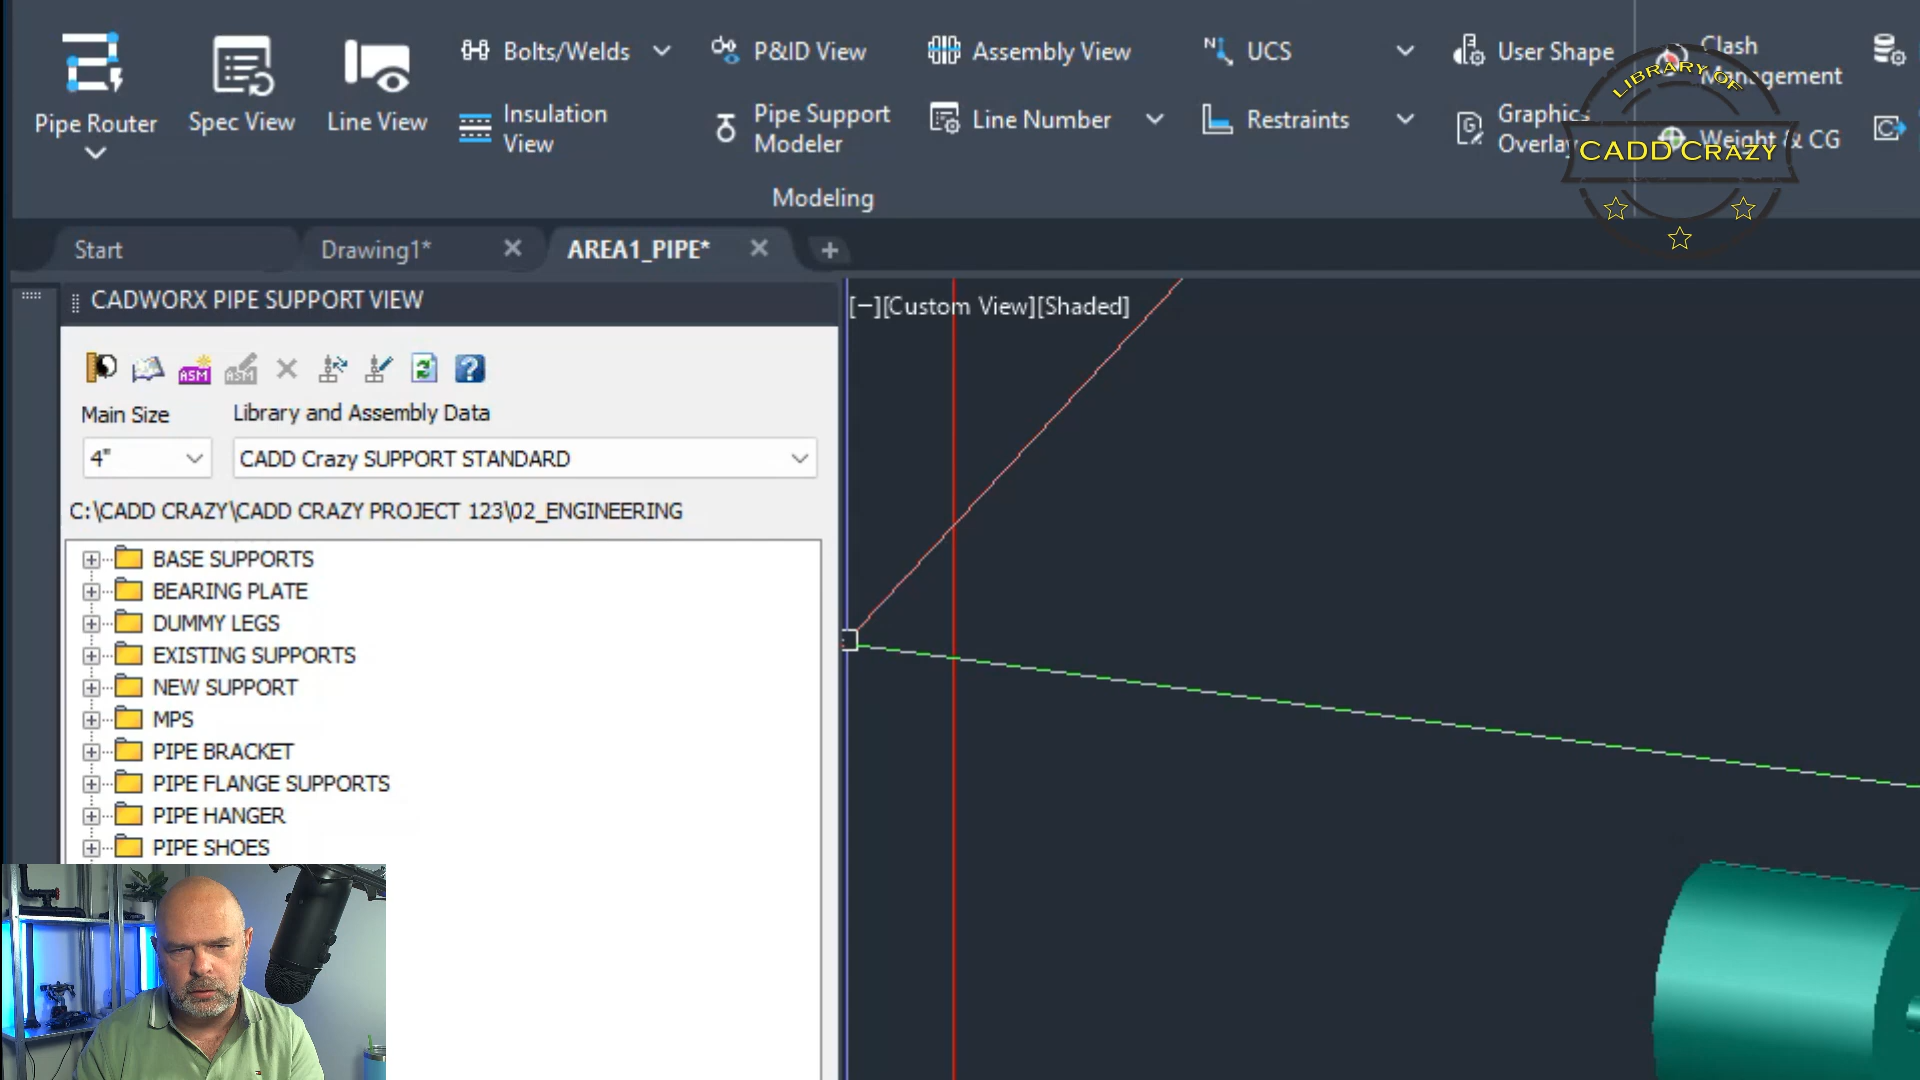 Pipe Router
Spec View
Line View
Bolts/Welds
Insulation
View
P&ID View
Pipe Support
Modeler
Assembly View
Line Number
UCS
Restraints
User Shape
Graphics
Overlay
Clash
Management
Weight & CG
LIBRARY OF
CADD CRAZY
Modeling
Start
Drawing1*
AREA1_PIPE*
CADWORX PIPE SUPPORT VIEW
[−][Custom View][Shaded]
ASM
ASM
Main Size
Library and Assembly Data
4"
CADD Crazy SUPPORT STANDARD
C:\CADD CRAZY\CADD CRAZY PROJECT 123\02_ENGINEERING
BASE SUPPORTS
BEARING PLATE
DUMMY LEGS
EXISTING SUPPORTS
NEW SUPPORT
MPS
PIPE BRACKET
PIPE FLANGE SUPPORTS
PIPE HANGER
PIPE SHOES